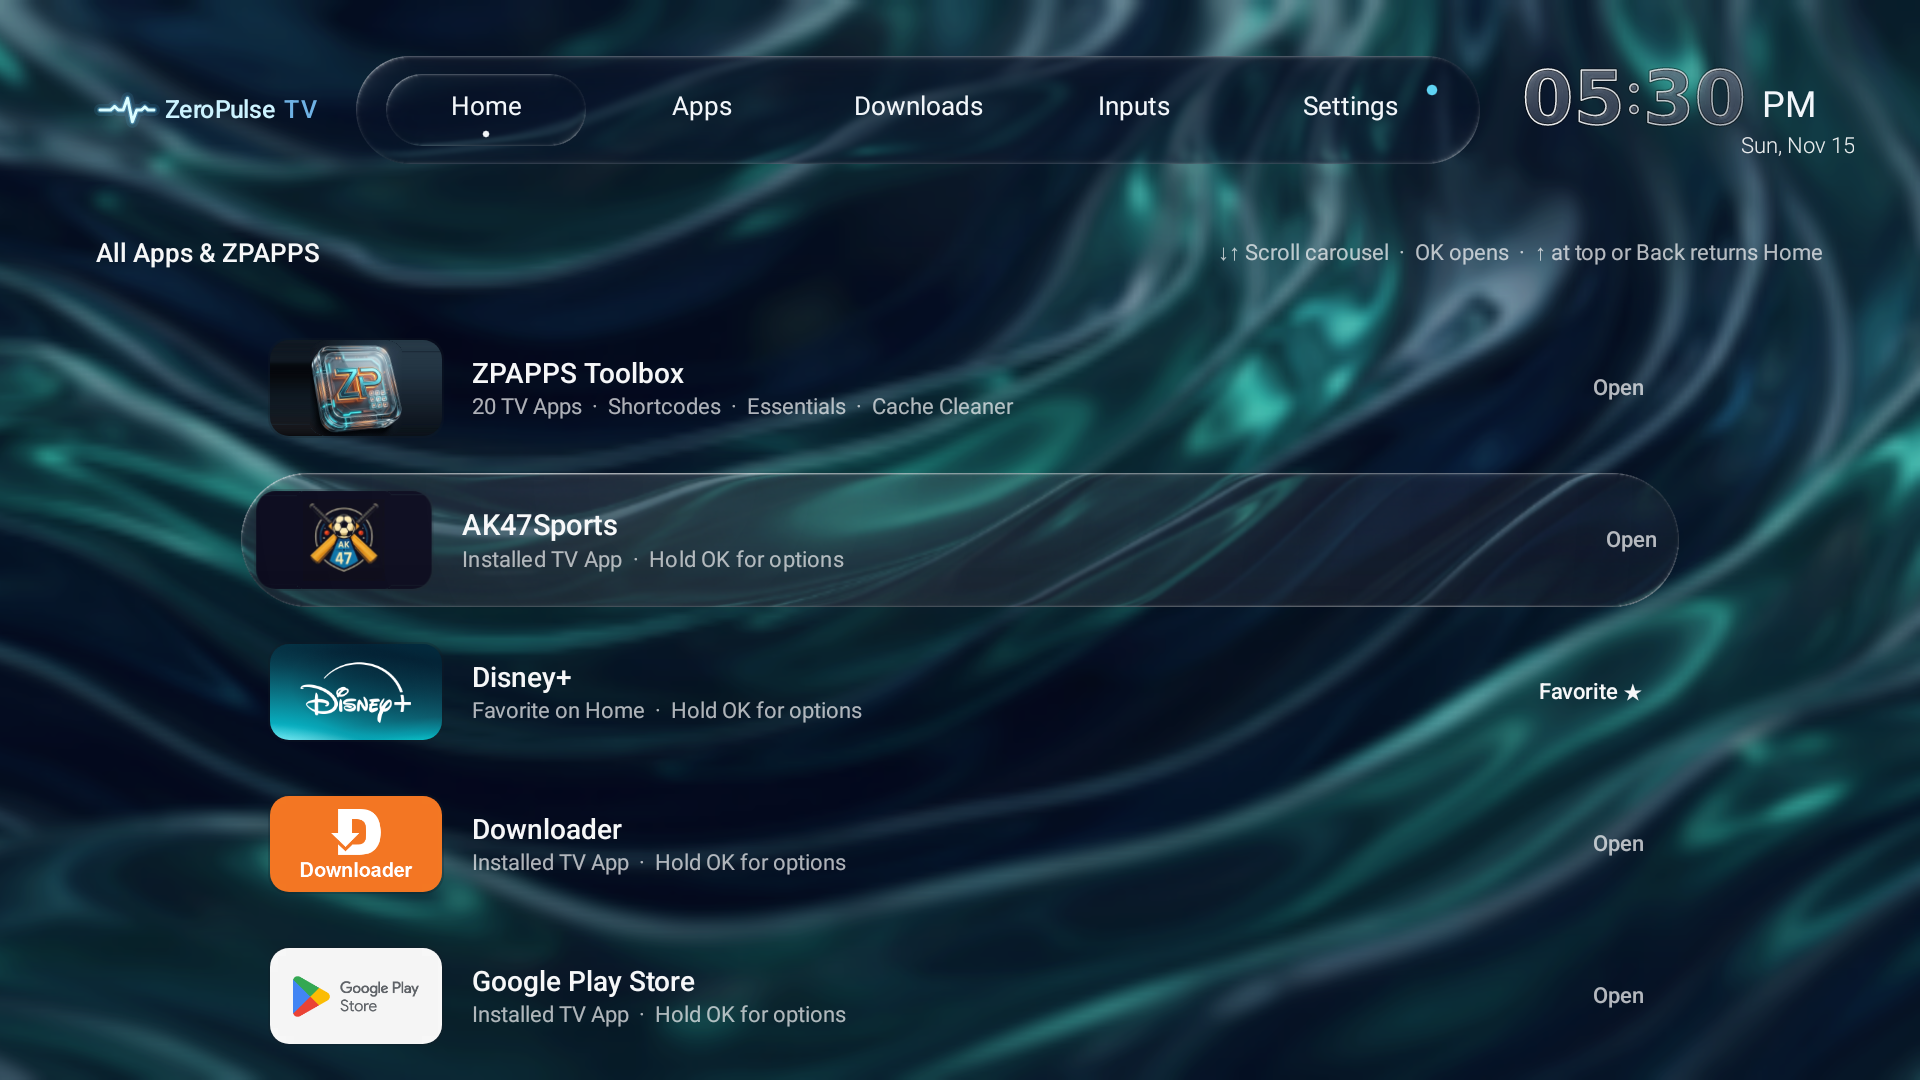 ZeroPulse TV
Home
Apps
Downloads
Inputs
Settings
05:30 PM
Sun, Nov 15
All Apps & ZPAPPS
↓↑ Scroll carousel · OK opens · ↑ at top or Back returns Home
ZP
ZPAPPS Toolbox
20 TV Apps · Shortcodes · Essentials · Cache Cleaner
Open
AK
47
AK47Sports
Installed TV App · Hold OK for options
Open
Disney+
Disney+
Favorite on Home · Hold OK for options
Favorite ★
D
Downloader
Downloader
Installed TV App · Hold OK for options
Open
Google Play
Store
Google Play Store
Installed TV App · Hold OK for options
Open